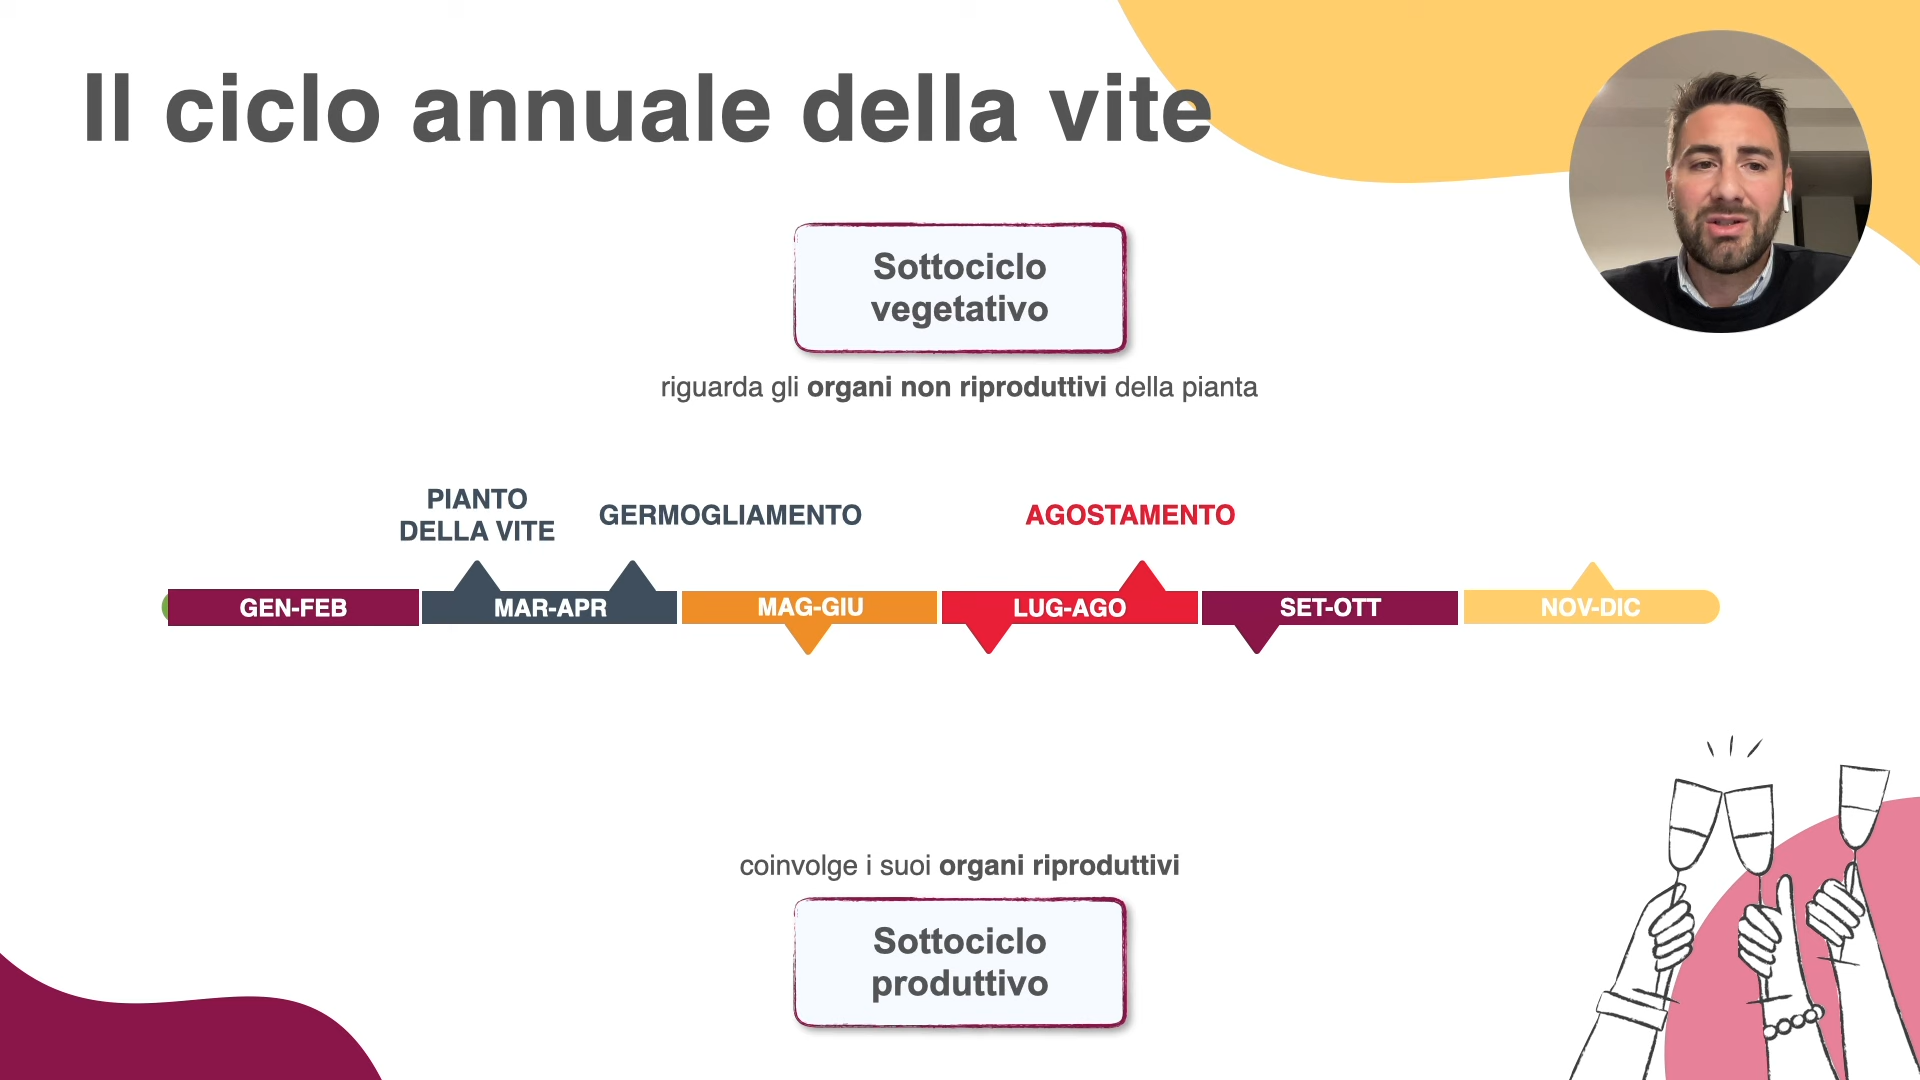 Il ciclo annuale della vite
Sottociclo
vegetativo
riguarda gli organi non riproduttivi della pianta
PIANTO
DELLA VITE
GERMOGLIAMENTO
AGOSTAMENTO
GEN-FEB
MAR-APR
MAG-GIU
LUG-AGO
SET-OTT
NOV-DIC
coinvolge i suoi organi riproduttivi
Sottociclo
produttivo